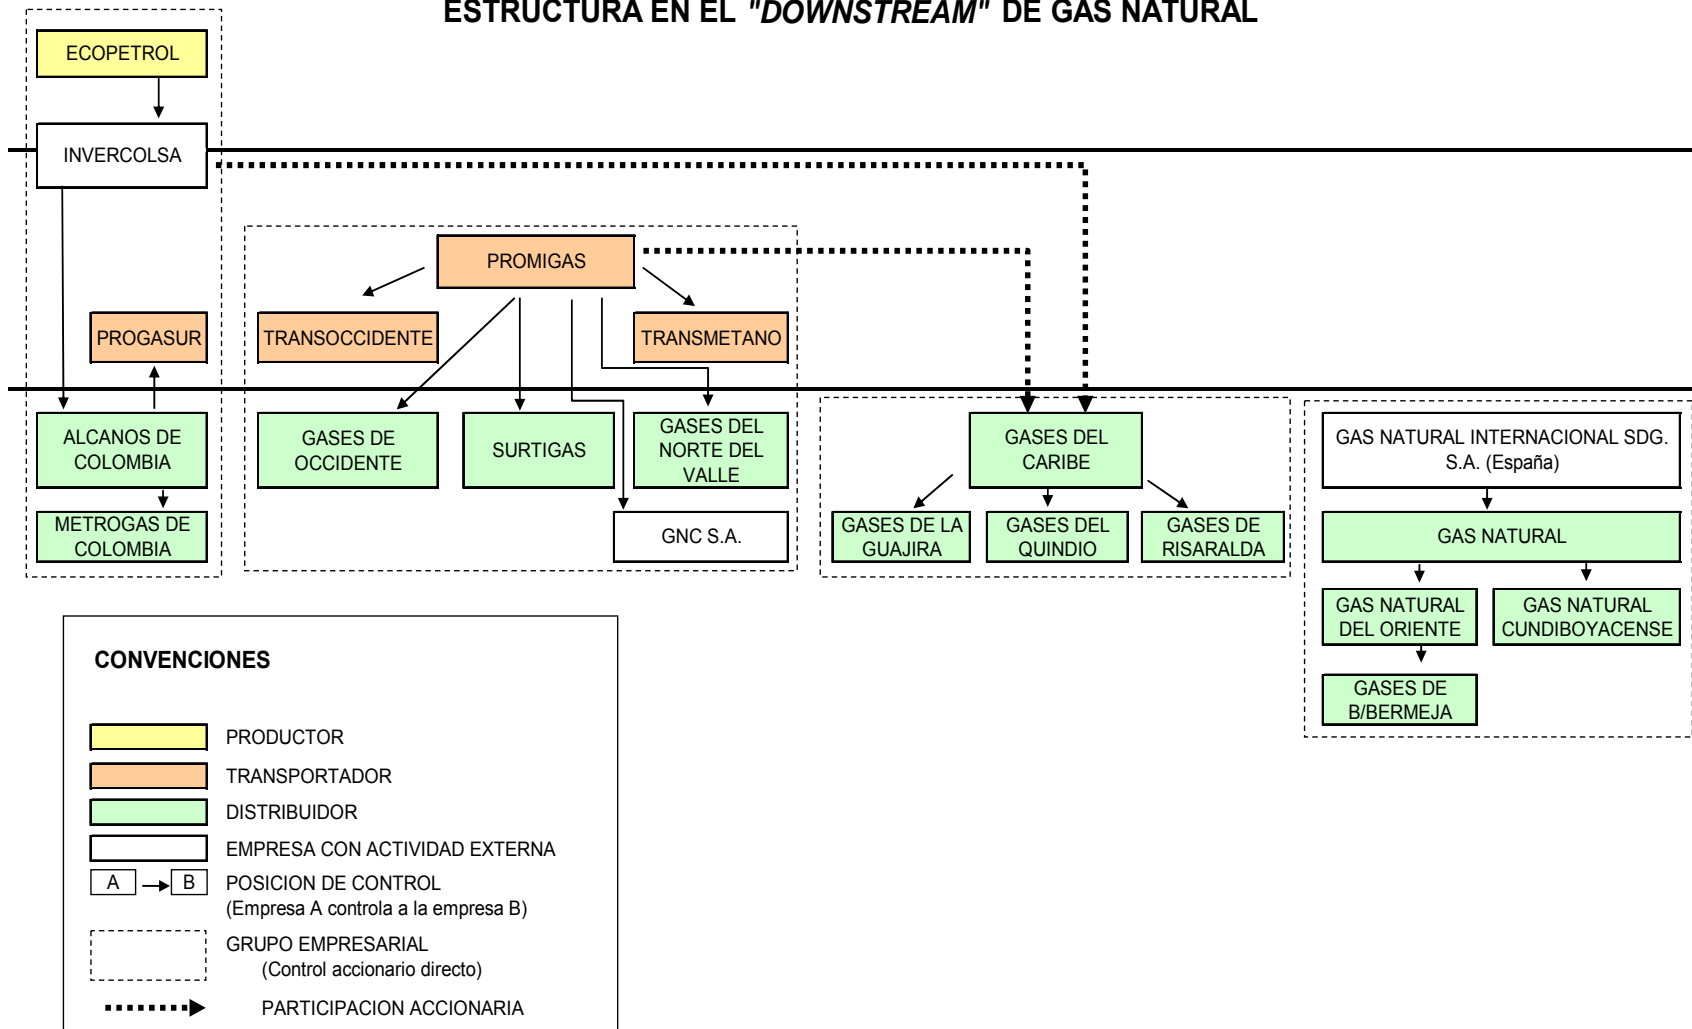 ESTRUCTURA EN EL "DOWNSTREAM" DE GAS NATURAL
ECOPETROL
INVERCOLSA
PROMIGAS
PROGASUR
TRANSOCCIDENTE
TRANSMETANO
ALCANOS DE
COLOMBIA
GASES DE
OCCIDENTE
SURTIGAS
GASES DEL
NORTE DEL
VALLE
GASES DEL
CARIBE
GAS NATURAL INTERNACIONAL SDG.
S.A. (España)
METROGAS DE
COLOMBIA
GNC S.A.
GASES DE LA
GUAJIRA
GASES DEL
QUINDIO
GASES DE
RISARALDA
GAS NATURAL
GAS NATURAL
DEL ORIENTE
GAS NATURAL
CUNDIBOYACENSE
GASES DE
B/BERMEJA
CONVENCIONES
PRODUCTOR
TRANSPORTADOR
DISTRIBUIDOR
EMPRESA CON ACTIVIDAD EXTERNA
A B POSICION DE CONTROL
(Empresa A controla a la empresa B)
GRUPO EMPRESARIAL
(Control accionario directo)
PARTICIPACION ACCIONARIA